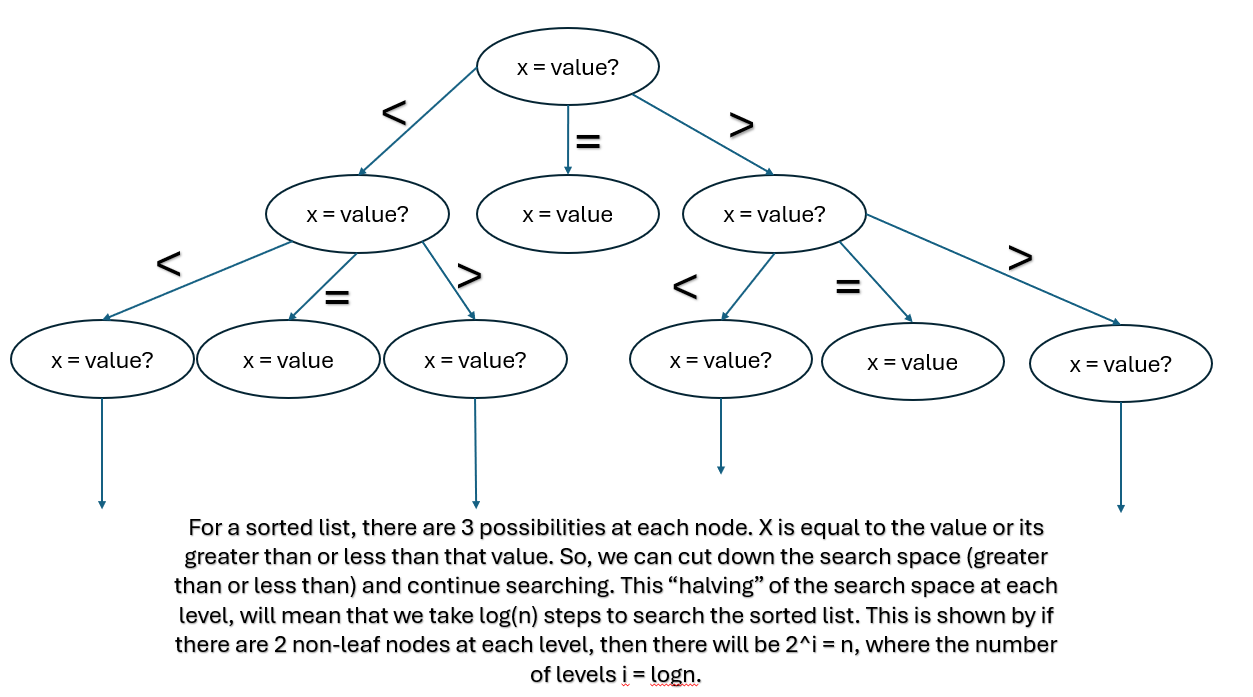 x = value?
<
=
>
x = value?
x = value
x = value?
<
=
>
<
=
>
x = value?
x = value
x = value?
x = value?
x = value
x = value?
For a sorted list, there are 3 possibilities at each node. X is equal to the value or its
greater than or less than that value. So, we can cut down the search space (greater
than or less than) and continue searching. This “halving” of the search space at each
level, will mean that we take log(n) steps to search the sorted list. This is shown by if
there are 2 non-leaf nodes at each level, then there will be 2^i = n, where the number
of levels i = logn.